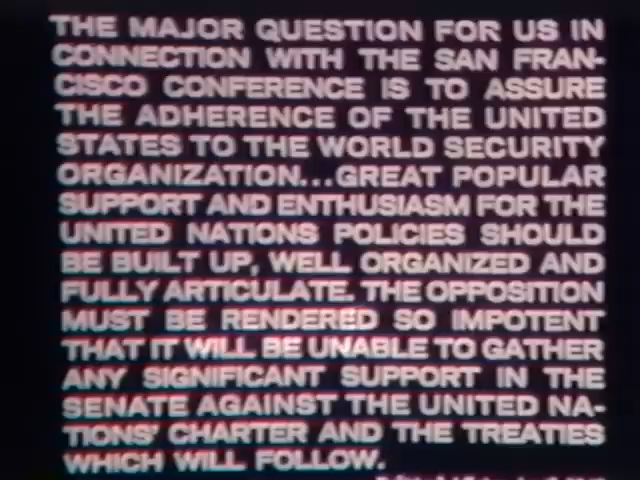 THE MAJOR QUESTION FOR US IN
CONNECTION WITH THE SAN FRAN-
CISCO CONFERENCE IS TO ASSURE
THE ADHERENCE OF THE UNITED
STATES TO THE WORLD SECURITY
ORGANIZATION...GREAT POPULAR
SUPPORT AND ENTHUSIASM FOR THE
UNITED NATIONS POLICIES SHOULD
BE BUILT UP, WELL ORGANIZED AND
FULLY ARTICULATE. THE OPPOSITION
MUST BE RENDERED SO IMPOTENT
THAT IT WILL BE UNABLE TO GATHER
ANY SIGNIFICANT SUPPORT IN THE
SENATE AGAINST THE UNITED NA-
TIONS' CHARTER AND THE TREATIES
WHICH WILL FOLLOW.